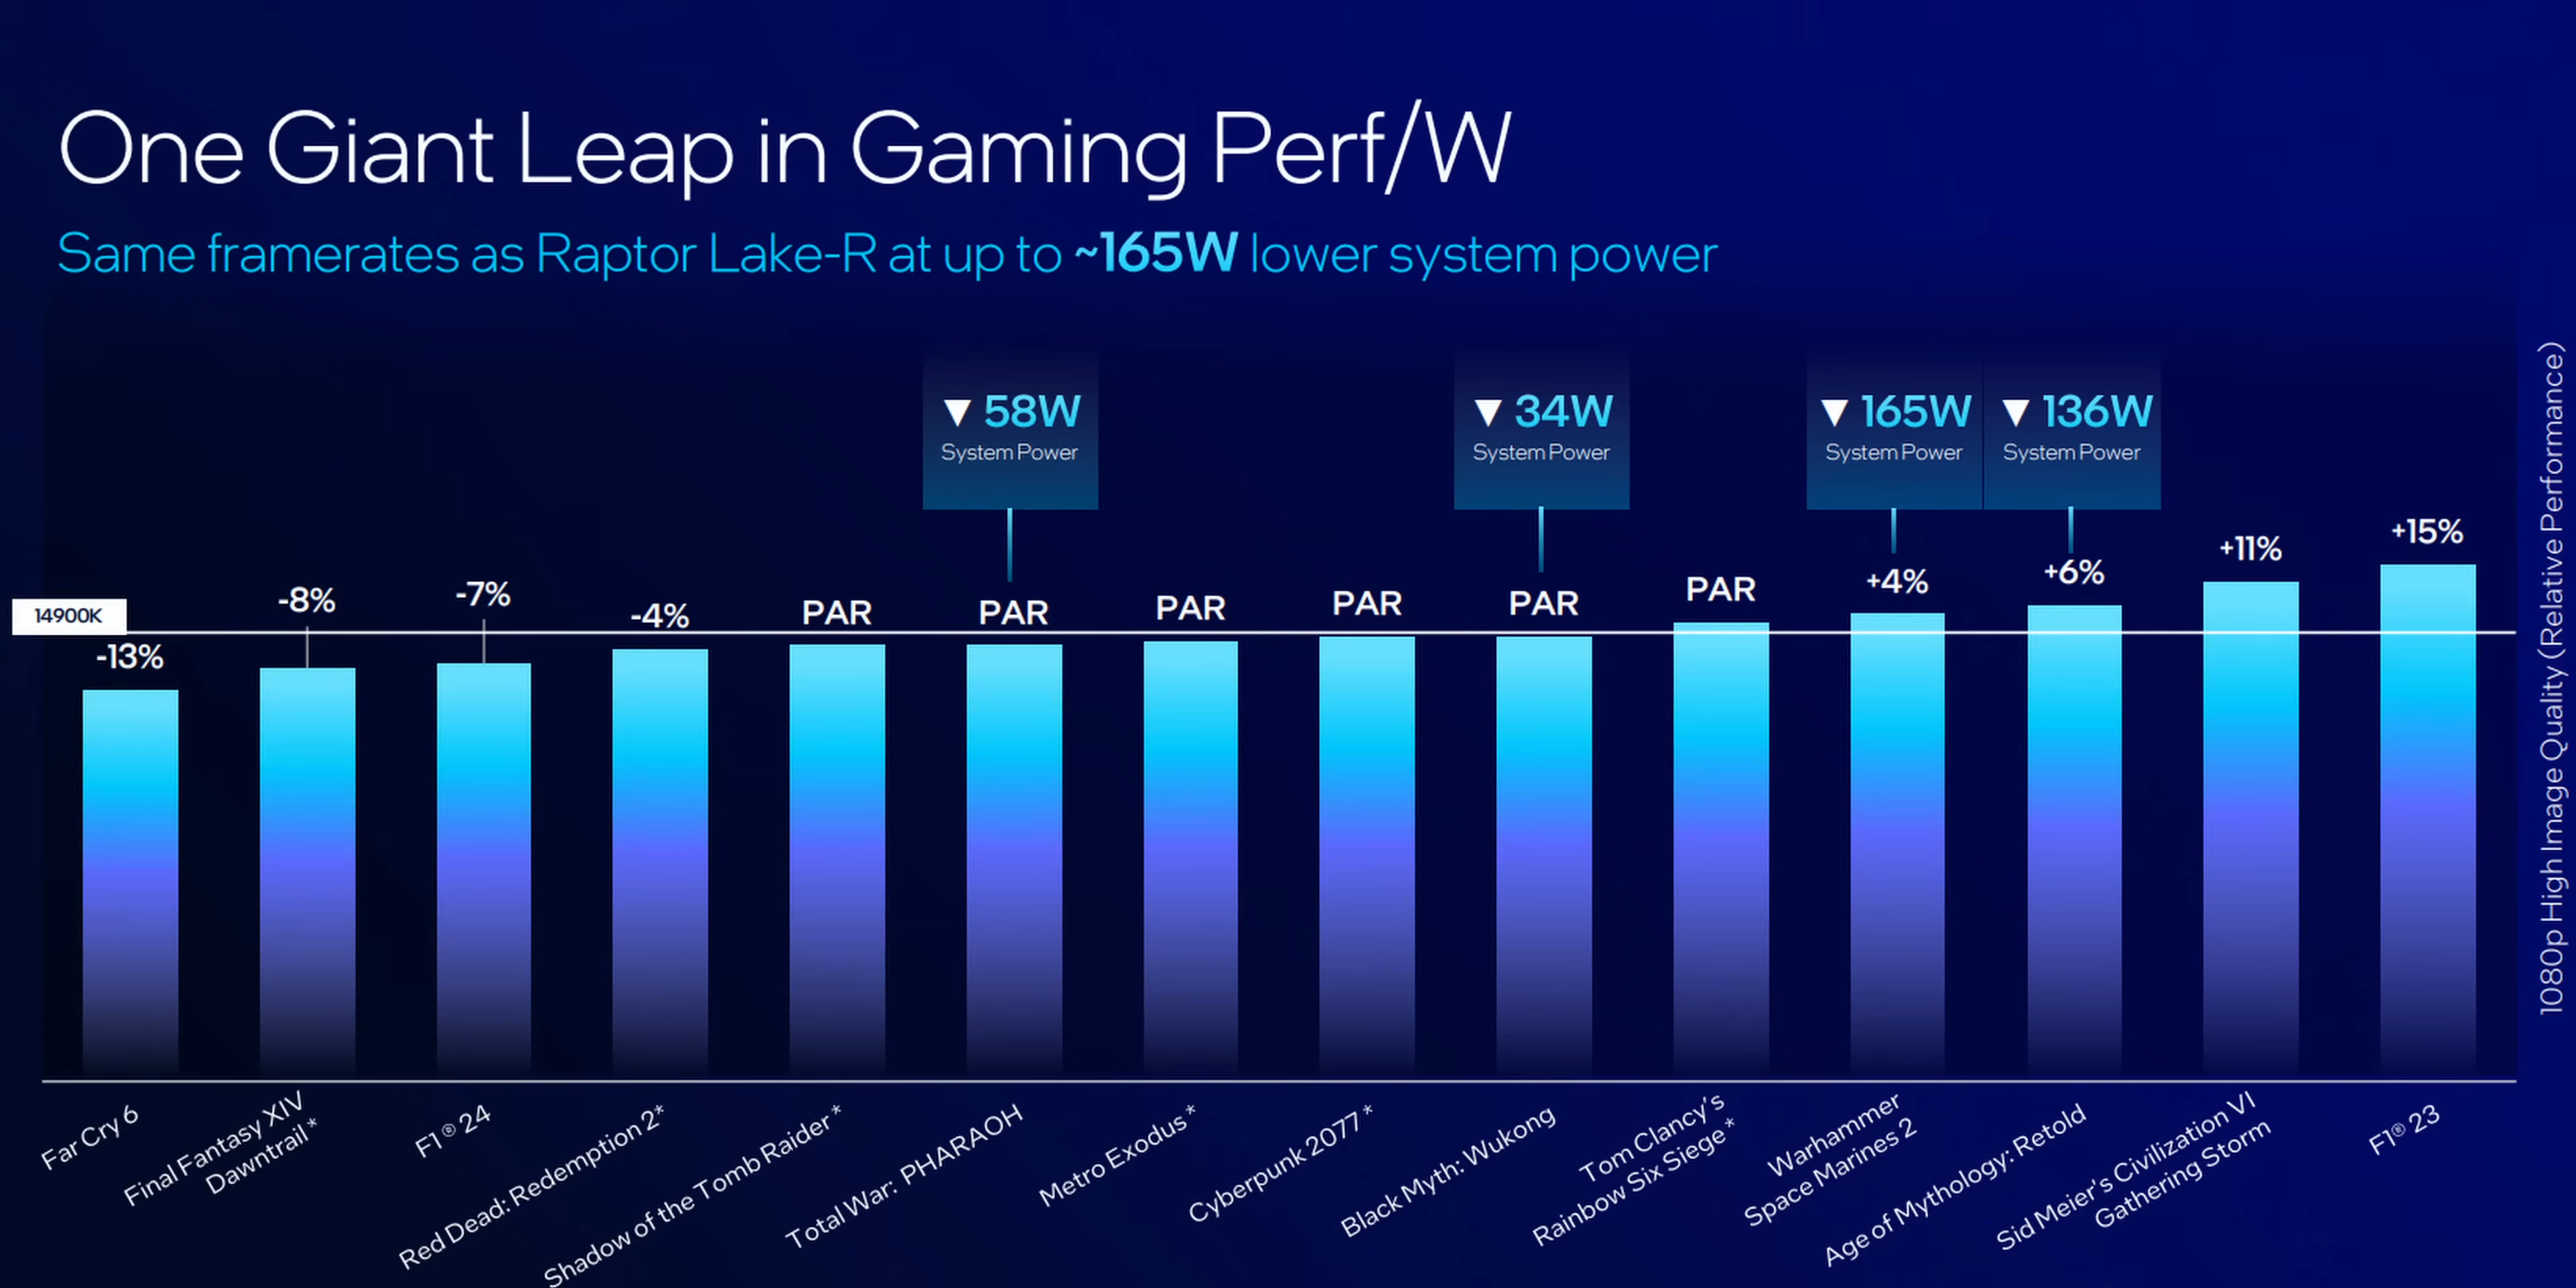 One Giant Leap in Gaming Perf/W
Same framerates as Raptor Lake-R at up to ~165W lower system power
▼ 58W
System Power
▼ 34W
System Power
▼ 165W
System Power
▼ 136W
System Power
14900K
-13%
-8%
-7%
-4%
PAR
PAR
PAR
PAR
PAR
PAR
+4%
+6%
+11%
+15%
Far Cry 6
Final Fantasy XIV
Dawntrail*
F1® 24
Red Dead: Redemption 2*
Shadow of the Tomb Raider*
Total War: PHARAOH
Metro Exodus*
Cyberpunk 2077*
Black Myth: Wukong
Tom Clancy's
Rainbow Six Siege*
Warhammer
Space Marines 2
Age of Mythology: Retold
Sid Meier's Civilization VI
Gathering Storm
F1® 23
1080p High Image Quality (Relative Performance)